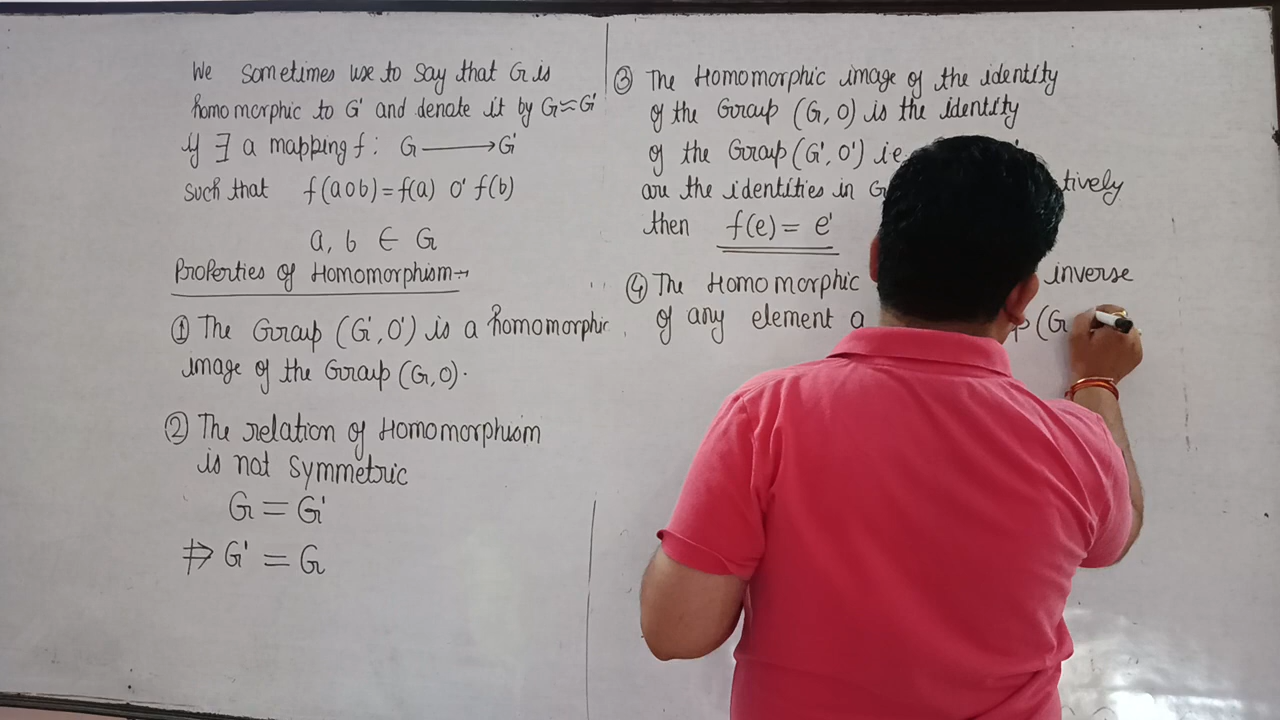 We sometimes use to say that G is
homomorphic to G' and denate it by G≈G'
if ∃ a mapping f: G ⟶ G'
such that f(aob) = f(a) o' f(b)
a, b ∈ G
Properties of Homomorphism→
① The Group (G', O') is a homomorphic
image of the Group (G, O).
② The relation of Homomorphism
is not symmetric
G = G'
⇏ G' = G
③ The Homomorphic image of the identity
of the Group (G, O) is the identity
of the Group (G', O') i.e.
are the identities in G tively
then f(e) = e'
④ The Homomorphic inverse
of any element a p (G